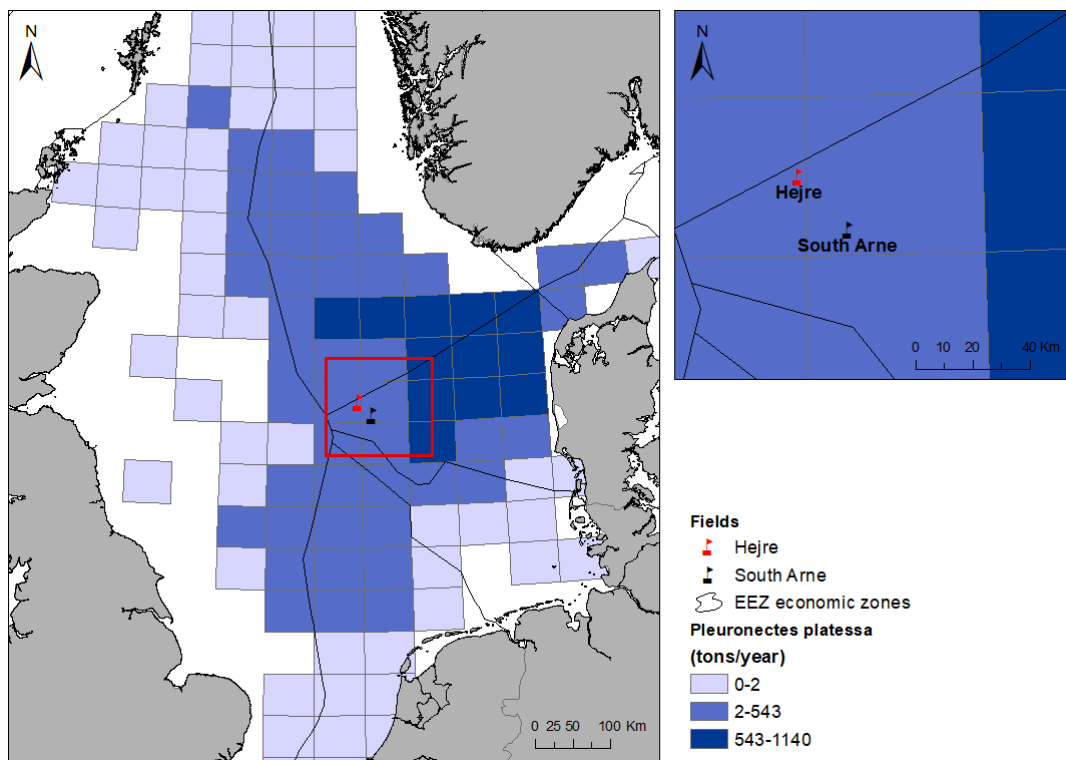 N
0 25 50 100 Km
N
Hejre
South Arne
0 10 20 40 Km
Fields
Hejre
South Arne
EEZ economic zones
Pleuronectes platessa
(tons/year)
0-2
2-543
543-1140